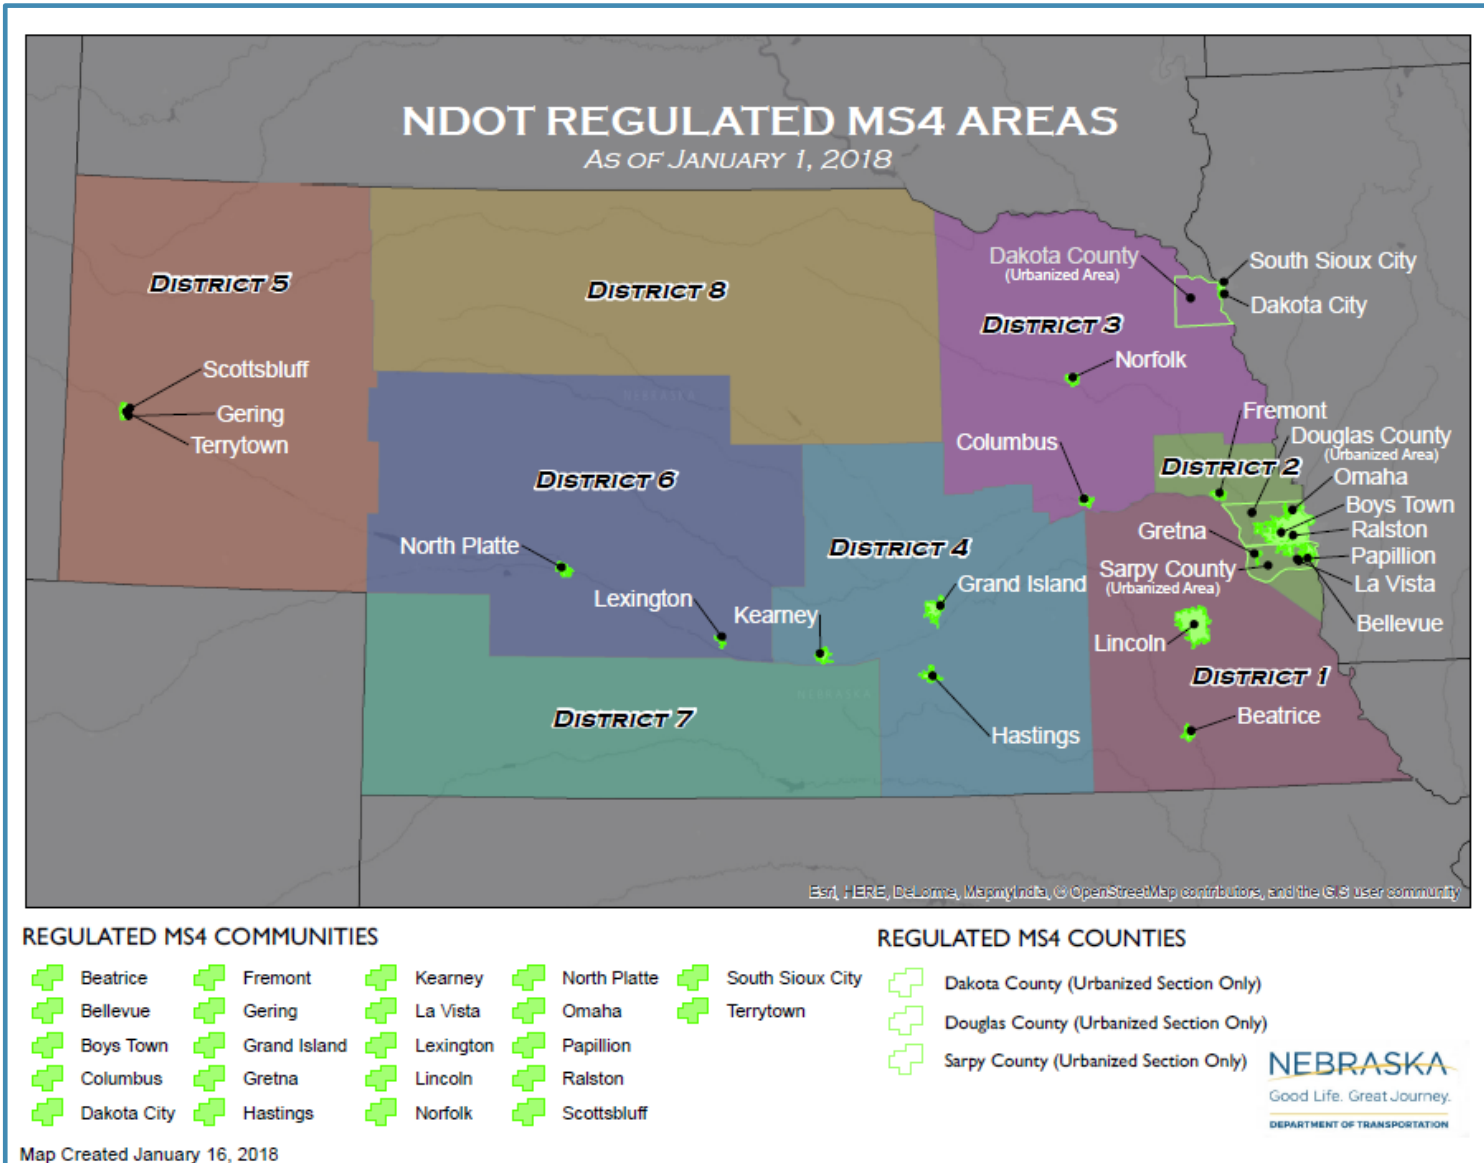 NDOT REGULATED MS4 AREAS
AS OF JANUARY 1, 2018
DISTRICT 5
DISTRICT 8
Dakota County
(Urbanized Area)
South Sioux City
Dakota City
DISTRICT 3
Scottsbluff
Gering
Terrytown
Norfolk
NEBRASKA
Fremont
Columbus
Douglas County
(Urbanized Area)
DISTRICT 2
DISTRICT 6
Omaha
Boys Town
Gretna
Ralston
North Platte
DISTRICT 4
Papillion
Sarpy County
(Urbanized Area)
La Vista
Grand Island
Lexington
Kearney
Bellevue
Lincoln
DISTRICT 1
NEBRASKA
DISTRICT 7
Beatrice
Hastings
Esri, HERE, DeLorme, MapmyIndia, © OpenStreetMap contributors, and the GIS user community
REGULATED MS4 COMMUNITIES
Beatrice
Bellevue
Boys Town
Columbus
Dakota City
Fremont
Gering
Grand Island
Gretna
Hastings
Kearney
La Vista
Lexington
Lincoln
Norfolk
North Platte
Omaha
Papillion
Ralston
Scottsbluff
South Sioux City
Terrytown
REGULATED MS4 COUNTIES
Dakota County (Urbanized Section Only)
Douglas County (Urbanized Section Only)
Sarpy County (Urbanized Section Only)
NEBRASKA
Good Life. Great Journey.
DEPARTMENT OF TRANSPORTATION
Map Created January 16, 2018